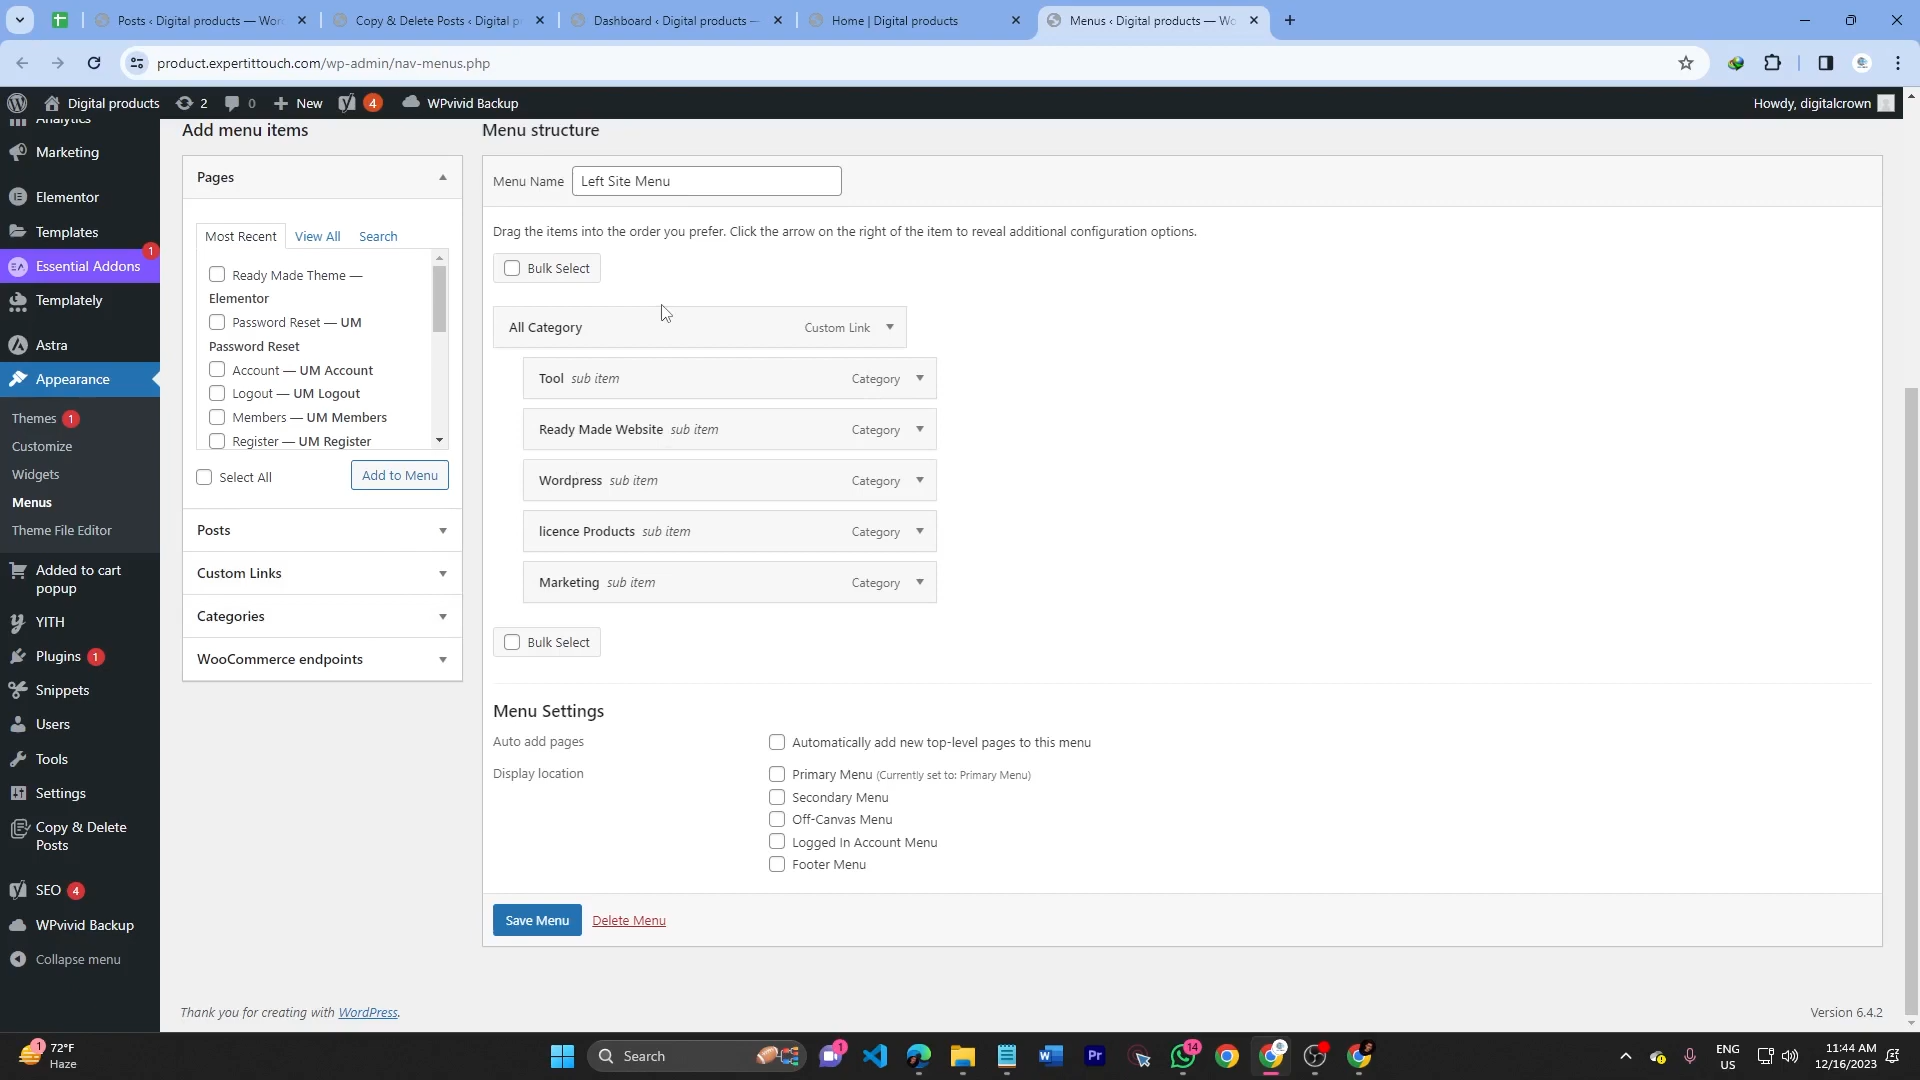 Posts ‹ Digital products — Wor
Copy & Delete Posts ‹ Digital p
Dashboard ‹ Digital products —
Home | Digital products
Menus ‹ Digital products — Wo
product.expertittouch.com/wp-admin/nav-menus.php
Digital products
2
0
New
4
WPvivid Backup
Howdy, digitalcrown
Analytics
Marketing
Elementor
Templates
Essential Addons
1
Templately
Astra
Appearance
Themes 1
Customize
Widgets
Menus
Theme File Editor
Added to cart
popup
YITH
Plugins 1
Snippets
Users
Tools
Settings
Copy & Delete
Posts
SEO 4
WPvivid Backup
Collapse menu
Add menu items
Pages
Most Recent
View All
Search
Ready Made Theme —
Elementor
Password Reset — UM
Password Reset
Account — UM Account
Logout — UM Logout
Members — UM Members
Register — UM Register
Select All
Add to Menu
Posts
Custom Links
Categories
WooCommerce endpoints
Menu structure
Menu Name
Left Site Menu
Drag the items into the order you prefer. Click the arrow on the right of the item to reveal additional configuration options.
Bulk Select
All Category
Custom Link
Tool sub item
Category
Ready Made Website sub item
Category
Wordpress sub item
Category
licence Products sub item
Category
Marketing sub item
Category
Bulk Select
Menu Settings
Auto add pages
Automatically add new top-level pages to this menu
Display location
Primary Menu (Currently set to: Primary Menu)
Secondary Menu
Off-Canvas Menu
Logged In Account Menu
Footer Menu
Save Menu
Delete Menu
Thank you for creating with WordPress.
Version 6.4.2
1
72°F
Haze
Search
1
W
Pr
14
ENG
US
11:44 AM
12/16/2023